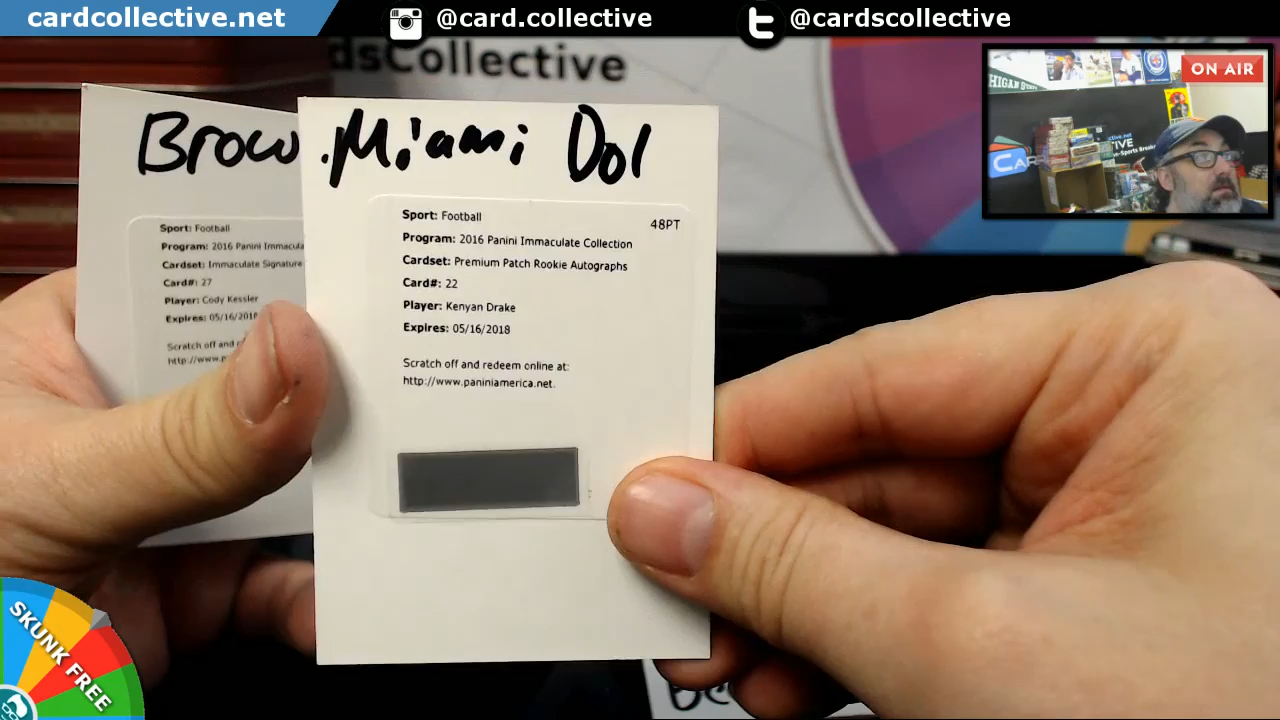 cardcollective.net
@card.collective
@cardscollective
dsCollective
ON AIR
HIGAN STATE
Brow
Miami Dol
Sport: Football
Program: 2016 Panini Immacula
Cardset: Immaculate Signature
Card#: 27
Player: Cody Kessler
Expires: 05/16/2018
Scratch off and r
http://www.p
48PT
Sport: Football
Program: 2016 Panini Immaculate Collection
Cardset: Premium Patch Rookie Autographs
Card#: 22
Player: Kenyan Drake
Expires: 05/16/2018
Scratch off and redeem online at:
http://www.paniniamerica.net.
SKUNK FREE